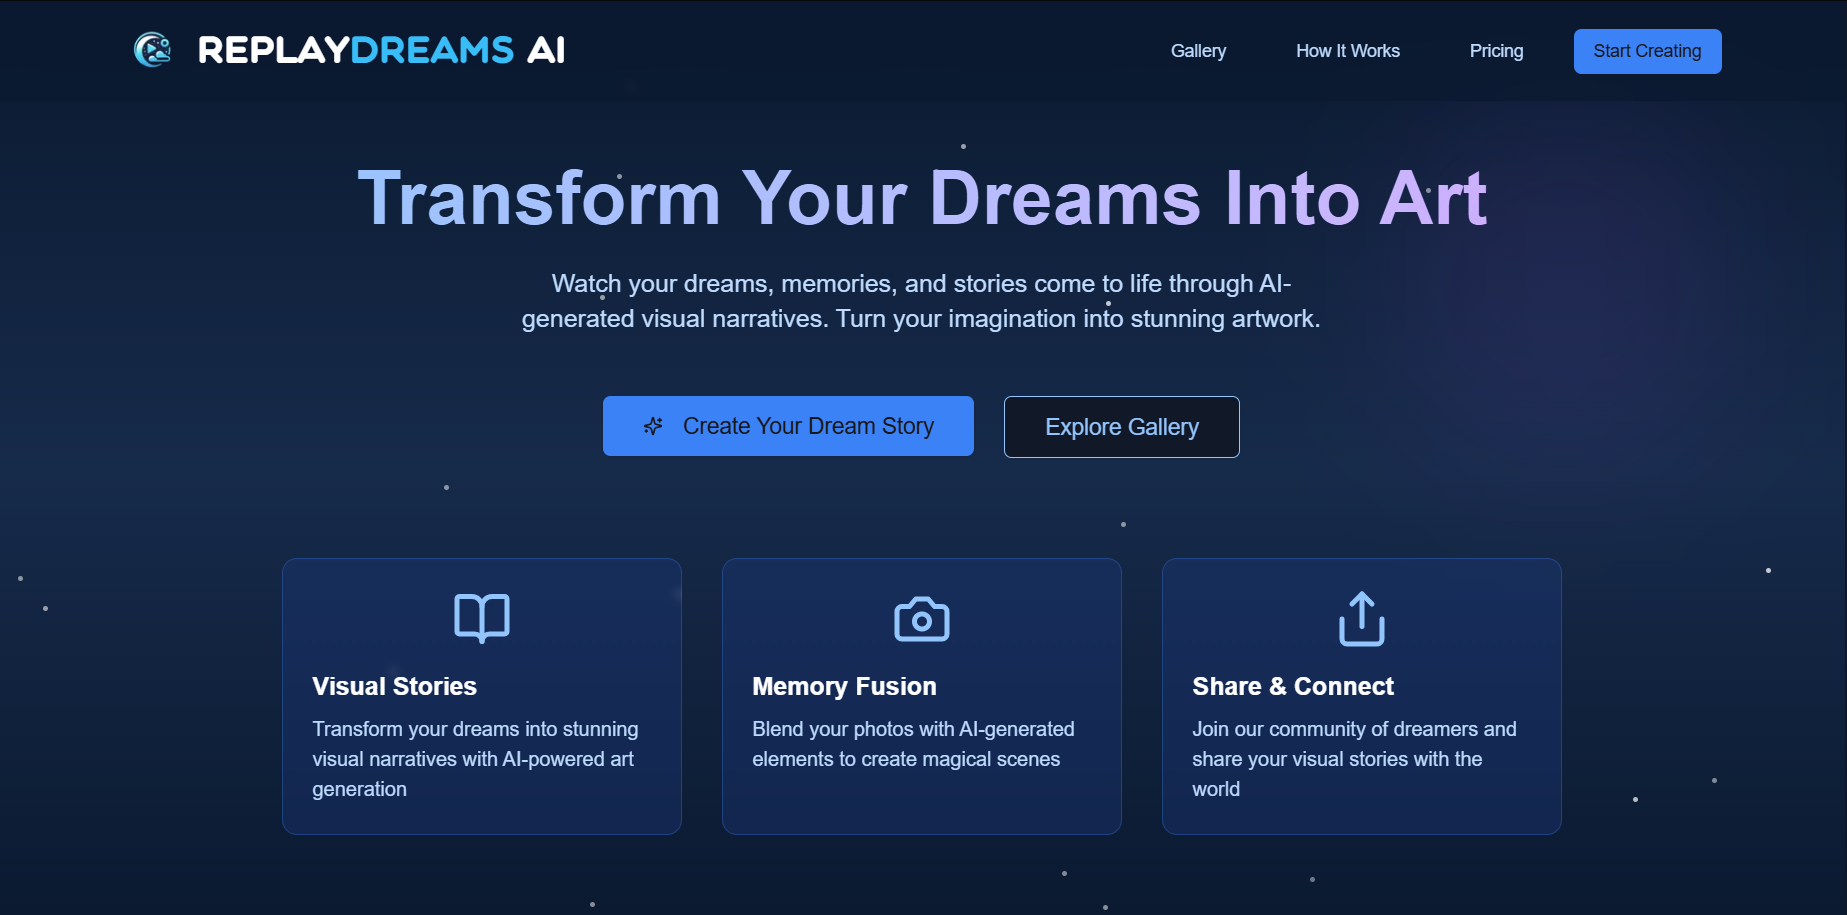 REPLAYDREAMS AI
Gallery
How It Works
Pricing
Start Creating
Transform Your Dreams Into Art
Watch your dreams, memories, and stories come to life through AI-
generated visual narratives. Turn your imagination into stunning artwork.
Create Your Dream Story
Explore Gallery
Visual Stories
Transform your dreams into stunning
visual narratives with AI-powered art
generation
Memory Fusion
Blend your photos with AI-generated
elements to create magical scenes
Share & Connect
Join our community of dreamers and
share your visual stories with the
world